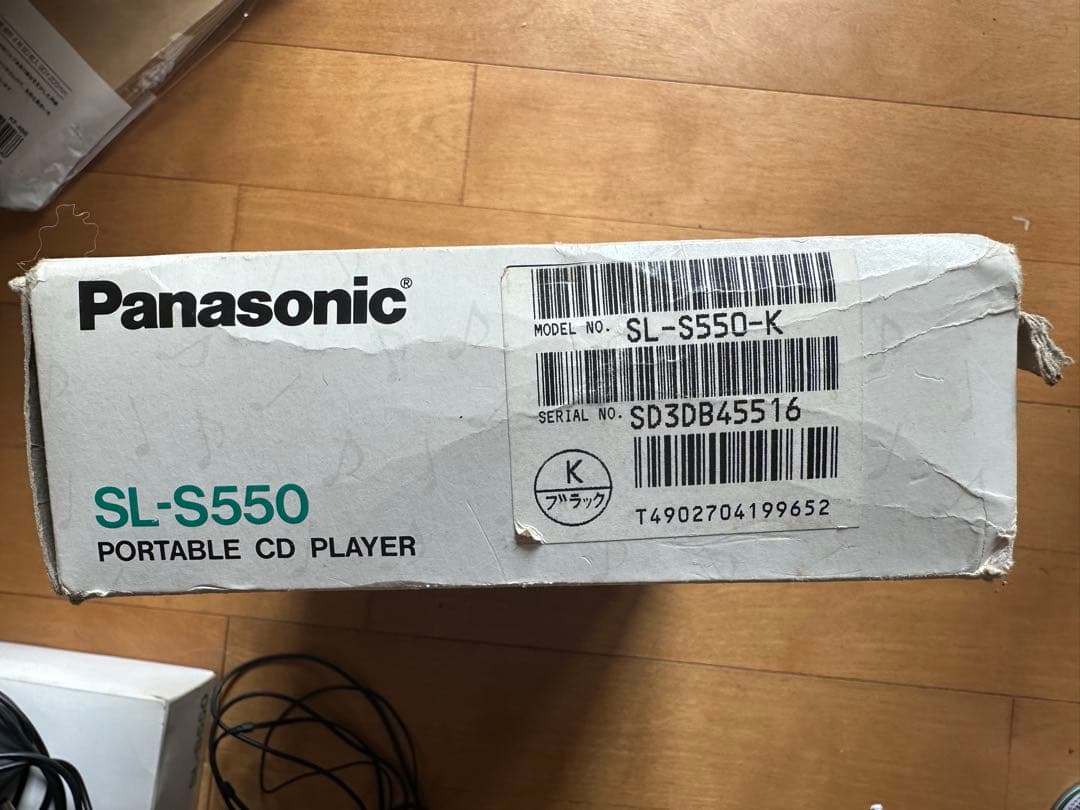 Panasonic®
SL-S550
PORTABLE CD PLAYER
MODEL NO. SL-S550-K
SERIAL NO. SD3DB45516
K
ブラック
T4902704199652